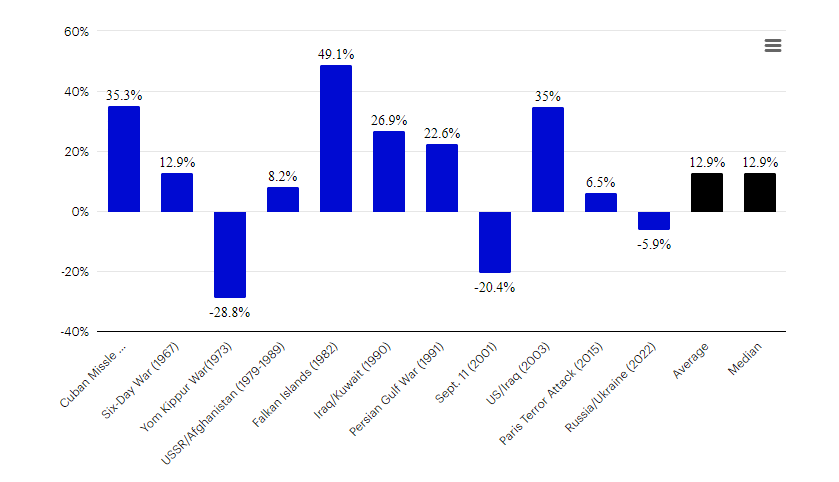 60%
40%
20%
0%
-20%
-40%
35.3%
12.9%
-28.8%
8.2%
49.1%
26.9%
22.6%
-20.4%
35%
6.5%
-5.9%
12.9%
12.9%
Cuban Missle ...
Six-Day War (1967)
Yom Kippur War(1973)
USSR/Afghanistan (1979-1989)
Falkan Islands (1982)
Iraq/Kuwait (1990)
Persian Gulf War (1991)
Sept. 11 (2001)
US/Iraq (2003)
Paris Terror Attack (2015)
Russia/Ukraine (2022)
Average
Median